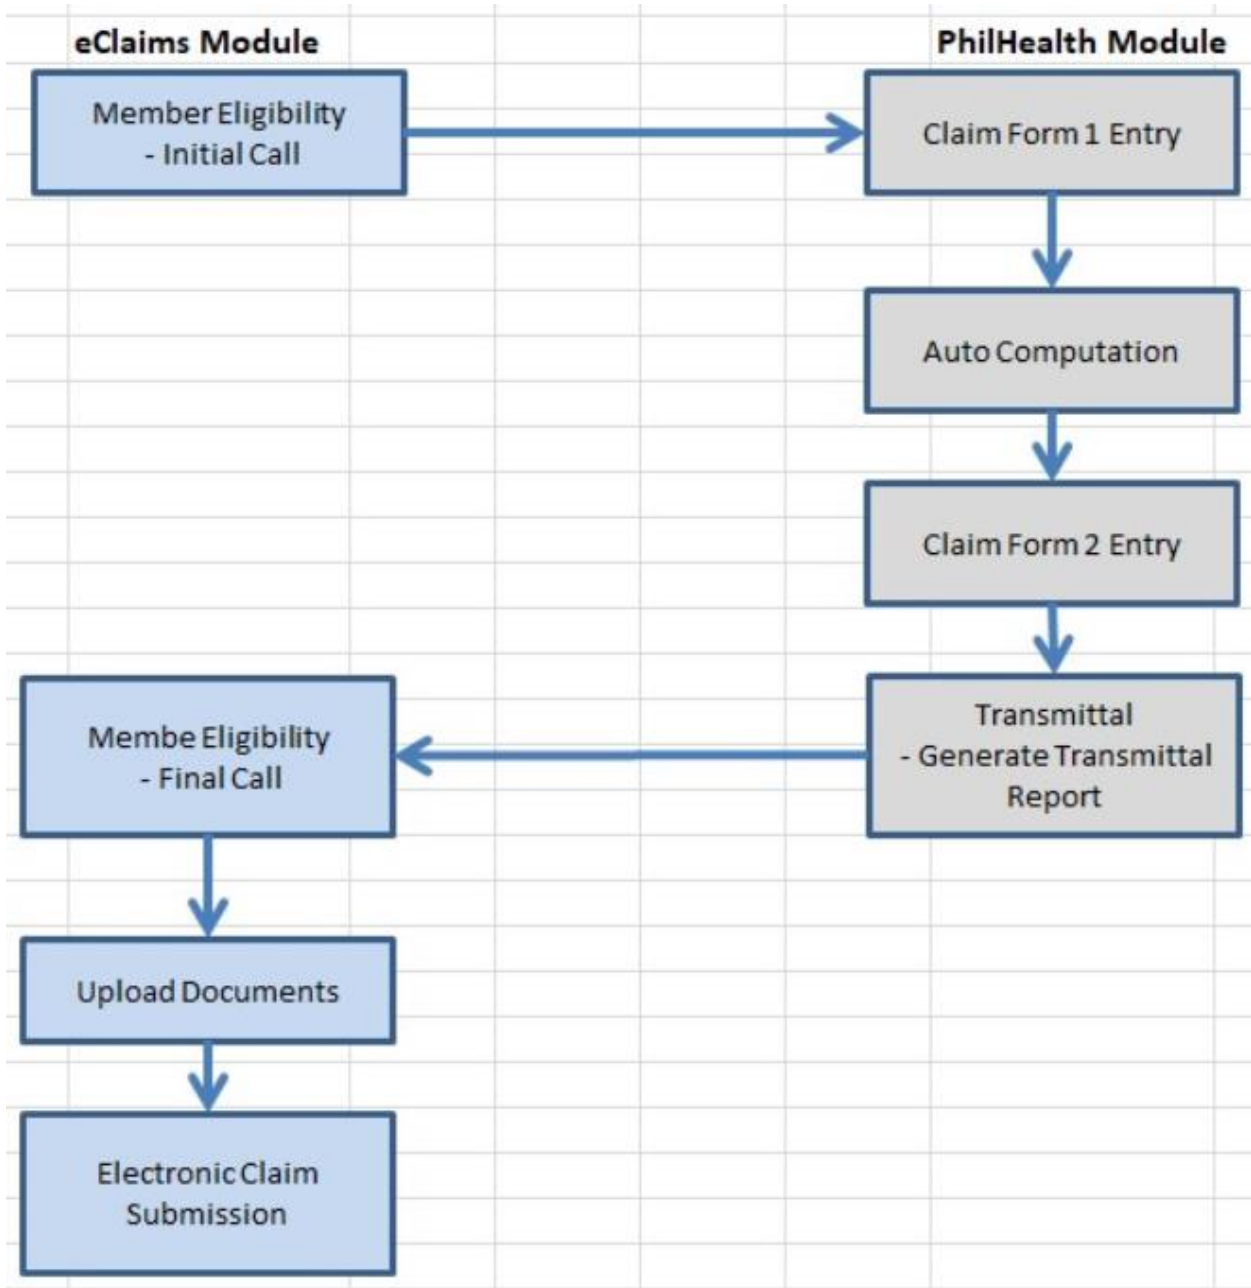 eClaims Module
PhilHealth Module
Member Eligibility
- Initial Call
Claim Form 1 Entry
Auto Computation
Claim Form 2 Entry
Transmittal
- Generate Transmittal
Report
Membe Eligibility
- Final Call
Upload Documents
Electronic Claim
Submission